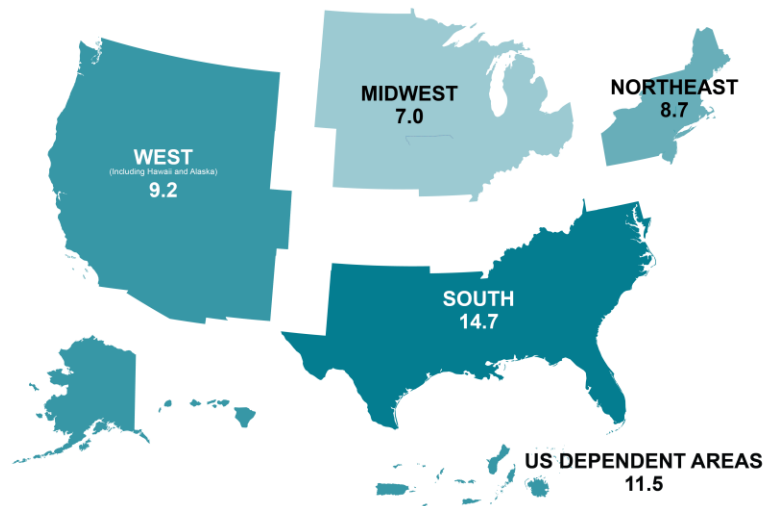 MIDWEST
7.0
NORTHEAST
8.7
WEST
(Including Hawaii and Alaska)
9.2
SOUTH
14.7
US DEPENDENT AREAS
11.5